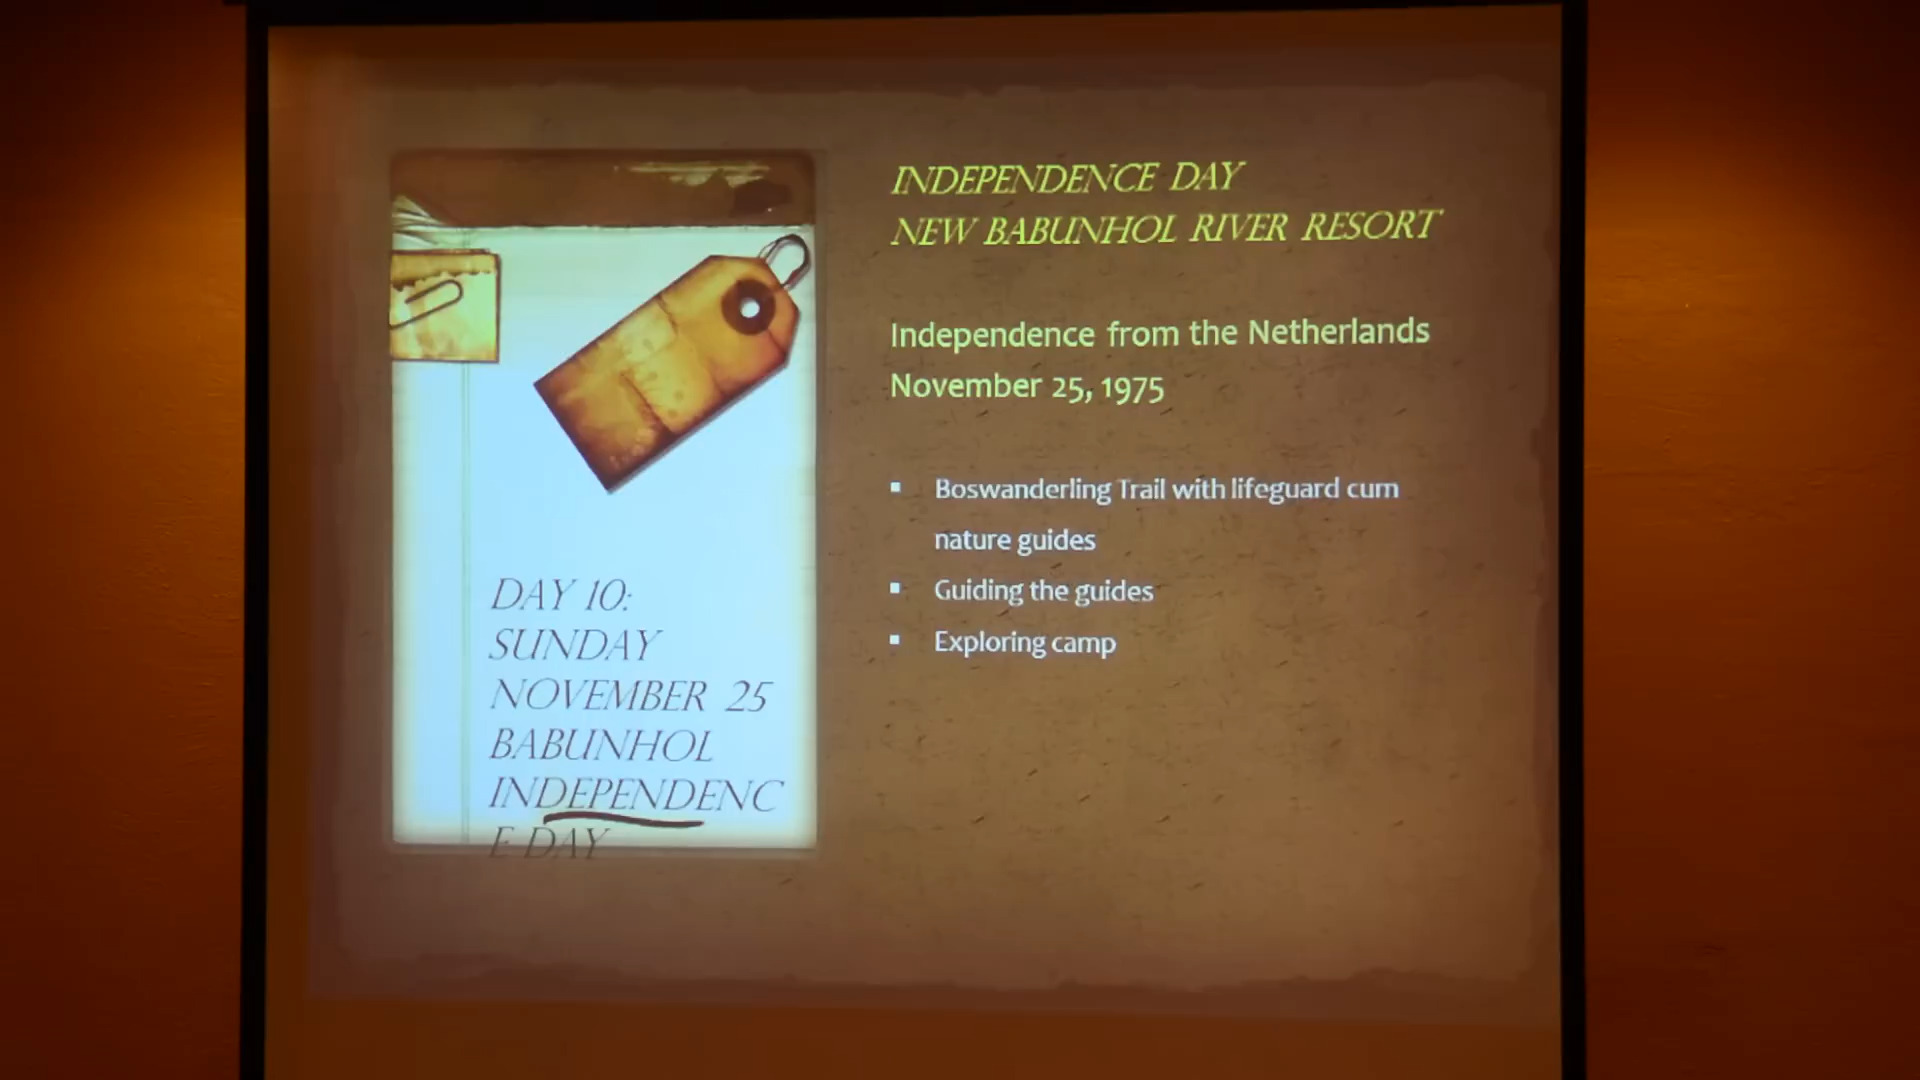 DAY 10:
SUNDAY
NOVEMBER 25
BABUNHOL
INDEPENDENC
E DAY
INDEPENDENCE DAY
NEW BABUNHOL RIVER RESORT
Independence from the Netherlands
November 25, 1975
▪ Boswanderling Trail with lifeguard cum
nature guides
▪ Guiding the guides
▪ Exploring camp